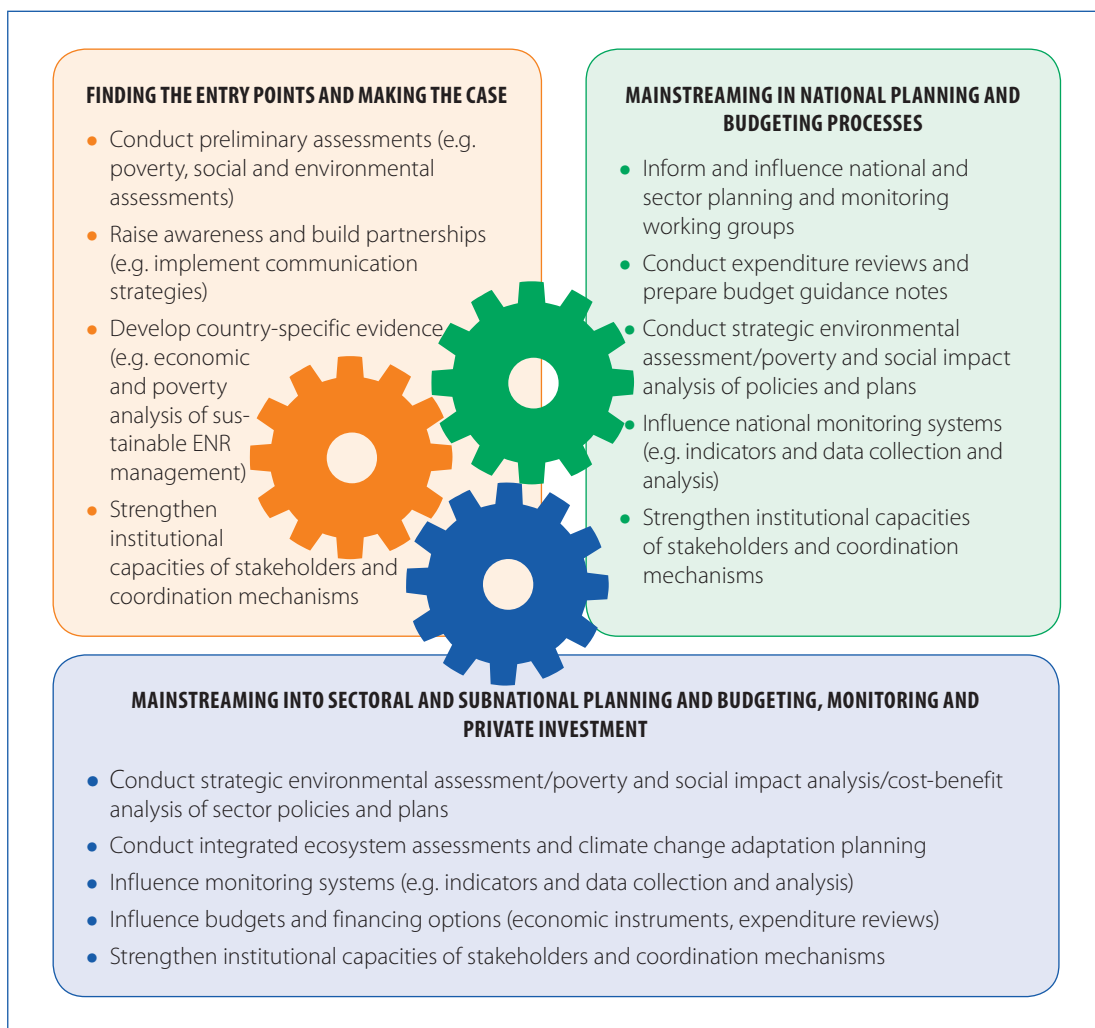 FINDING THE ENTRY POINTS AND MAKING THE CASE
• Conduct preliminary assessments (e.g.
poverty, social and environmental
assessments)
• Raise awareness and build partnerships
(e.g. implement communication
strategies)
• Develop country-specific evidence
(e.g. economic
and poverty
analysis of sus-
tainable ENR
management)
• Strengthen
institutional
capacities of stakeholders and
coordination mechanisms
MAINSTREAMING IN NATIONAL PLANNING AND
BUDGETING PROCESSES
• Inform and influence national and
sector planning and monitoring
working groups
• Conduct expenditure reviews and
prepare budget guidance notes
• Conduct strategic environmental
assessment/poverty and social impact
analysis of policies and plans
• Influence national monitoring systems
(e.g. indicators and data collection and
analysis)
• Strengthen institutional capacities
of stakeholders and coordination
mechanisms
MAINSTREAMING INTO SECTORAL AND SUBNATIONAL PLANNING AND BUDGETING, MONITORING AND
PRIVATE INVESTMENT
• Conduct strategic environmental assessment/poverty and social impact analysis/cost-benefit
analysis of sector policies and plans
• Conduct integrated ecosystem assessments and climate change adaptation planning
• Influence monitoring systems (e.g. indicators and data collection and analysis)
• Influence budgets and financing options (economic instruments, expenditure reviews)
• Strengthen institutional capacities of stakeholders and coordination mechanisms